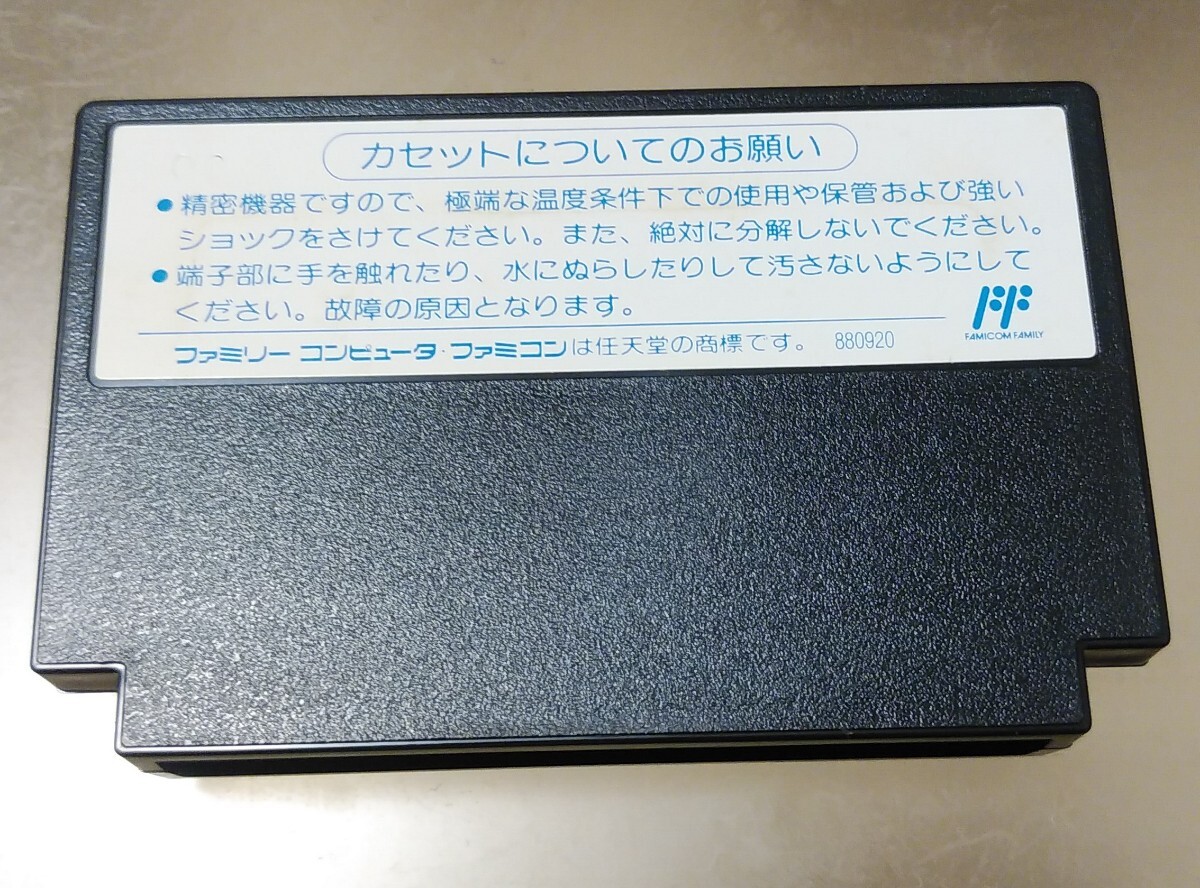 カセットについてのお願い
●精密機器ですので、極端な温度条件下での使用や保管および強い
ショックをさけてください。また、絶対に分解しないでください。
●端子部に手を触れたり、水にぬらしたりして汚さないようにして
ください。故障の原因となります。
FF
FAMICOM FAMILY
ファミリーコンピュータ・ファミコンは任天堂の商標です。 880920